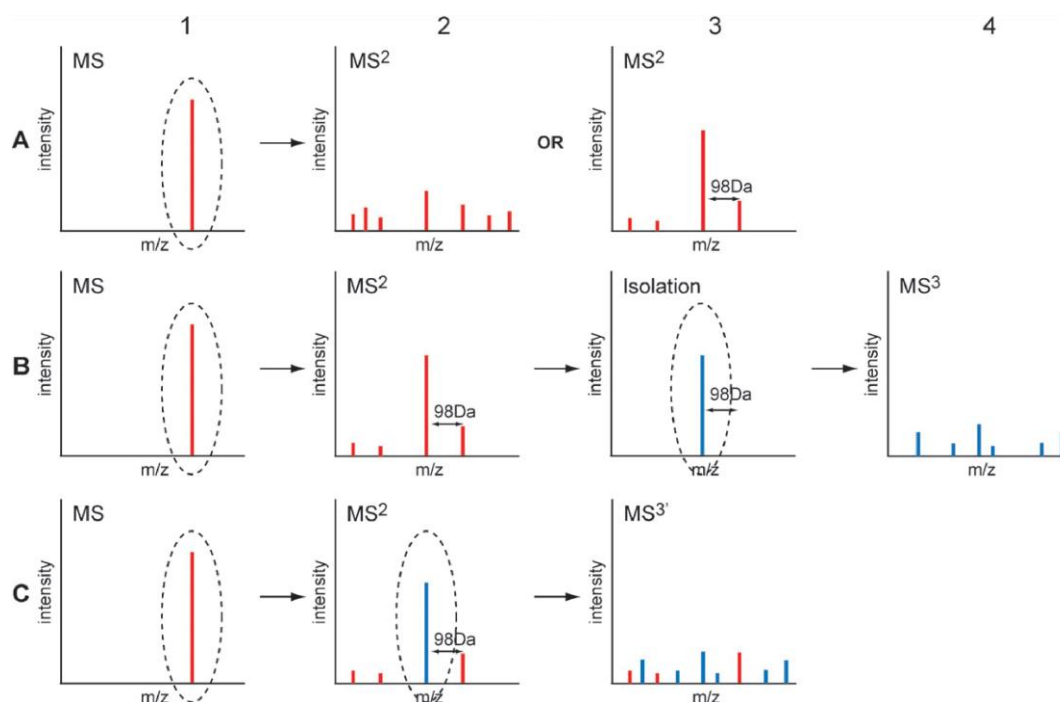 1 2 3 4
MS MS² MS²
A intensity intensity OR intensity
98Da
m/z m/z m/z
MS MS² Isolation MS³
B intensity intensity intensity intensity
98Da 98Da
m/z m/z m/z m/z
MS MS² MS³'
C intensity intensity intensity
98Da
m/z m/z m/z